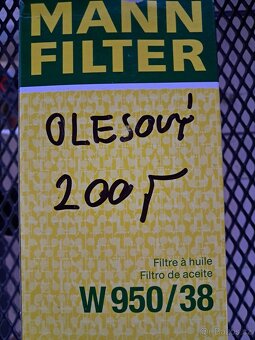 MANN
FILTER
OLESOVÝ
200
Filtre à huile
Filtro de aceite
W 950/38